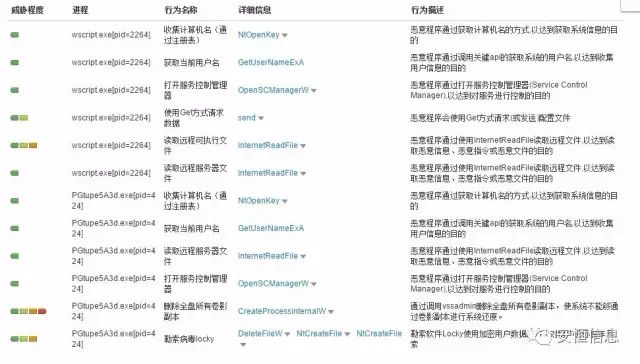 威胁程度 进程 行为名称 详细信息 行为描述
wscript.exe[pid=2264] 收集计算机名（通过注册表） NtOpenKey 恶意程序通过获取计算机名的方式,以达到获取系统信息的目的
wscript.exe[pid=2264] 获取当前用户名 GetUserNameExA 恶意程序通过调用关建api的获取系统的用户名,以达到收集用户信息的目的
wscript.exe[pid=2264] 打开服务控制管理器 OpenSCManagerW 恶意程序通过打开服务控制管理器(Service Control Manager),以达到对服务进行控制的目的
wscript.exe[pid=2264] 使用Get方式请求数据 send 恶意程序会使用Get方式请求(或发送)配置文件
wscript.exe[pid=2264] 读取远程可执行文件 InternetReadFile 恶意程序通过使用InternetReadFile读取远程文件,以达到读取恶意信息、恶意指令或恶意文件的目的
wscript.exe[pid=2264] 读取远程服务器文件 InternetReadFile 恶意程序通过使用InternetReadFile读取远程文件,以达到读取恶意信息、恶意指令或恶意文件的目的
PGtupe5A3d.exe[pid=424] 收集计算机名（通过注册表） NtOpenKey 恶意程序通过获取计算机名的方式,以达到获取系统信息的目的
PGtupe5A3d.exe[pid=424] 获取当前用户名 GetUserNameExA 恶意程序通过调用关建api的获取系统的用户名,以达到收集用户信息的目的
PGtupe5A3d.exe[pid=424] 读取远程服务器文件 InternetReadFile 恶意程序通过使用InternetReadFile读取远程文件,以达到读取恶意信息、恶意指令或恶意文件的目的
PGtupe5A3d.exe[pid=424] 打开服务控制管理器 OpenSCManagerW 恶意程序通过打开服务控制管理器(Service Control Manager),以达到对服务进行控制的目的
PGtupe5A3d.exe[pid=424] 删除全盘所有卷影副本 CreateProcessInternalW 通过调用vssadmin删除全盘所有卷影副本，使系统不能够通过卷影副本进行系统还原。
PGtupe5A3d.exe[pid=424] 勒索病毒locky DeleteFileW NtCreateFile NtCreateFile 勒索软件Locky使用加密用户数据
安恒信息